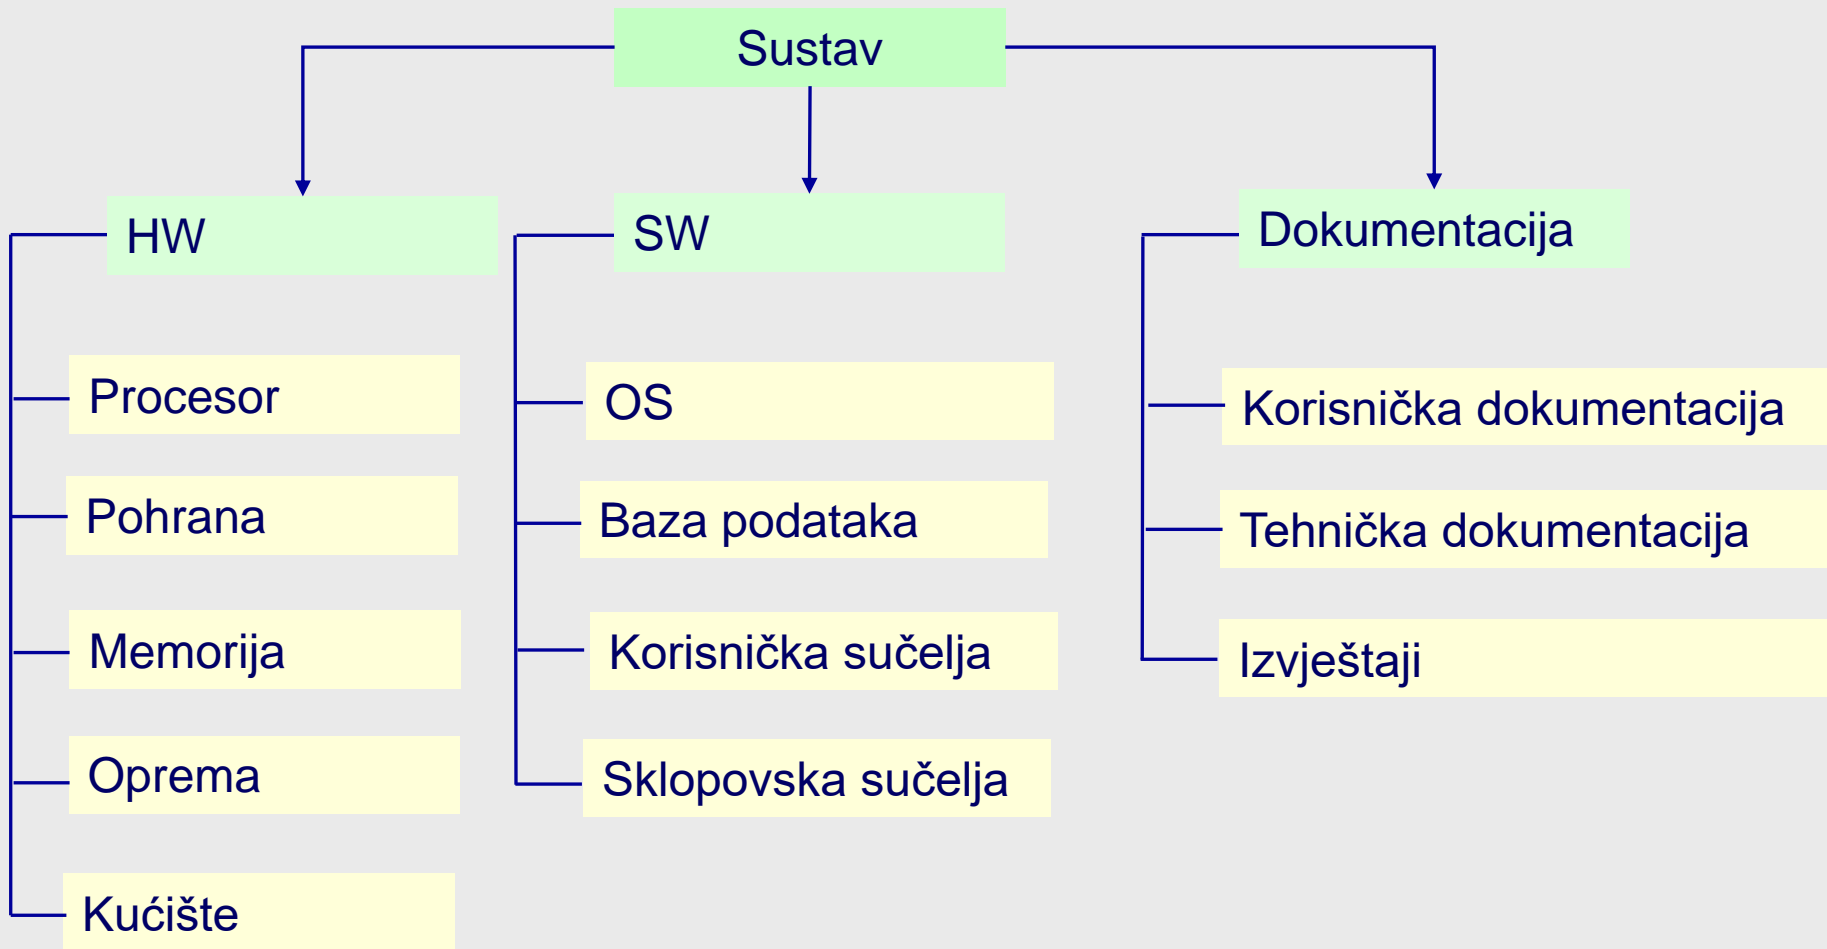 Sustav
HW
Procesor
Pohrana
Memorija
Oprema
Kućište
SW
OS
Baza podataka
Korisnička sučelja
Sklopovska sučelja
Dokumentacija
Korisnička dokumentacija
Tehnička dokumentacija
Izvještaji